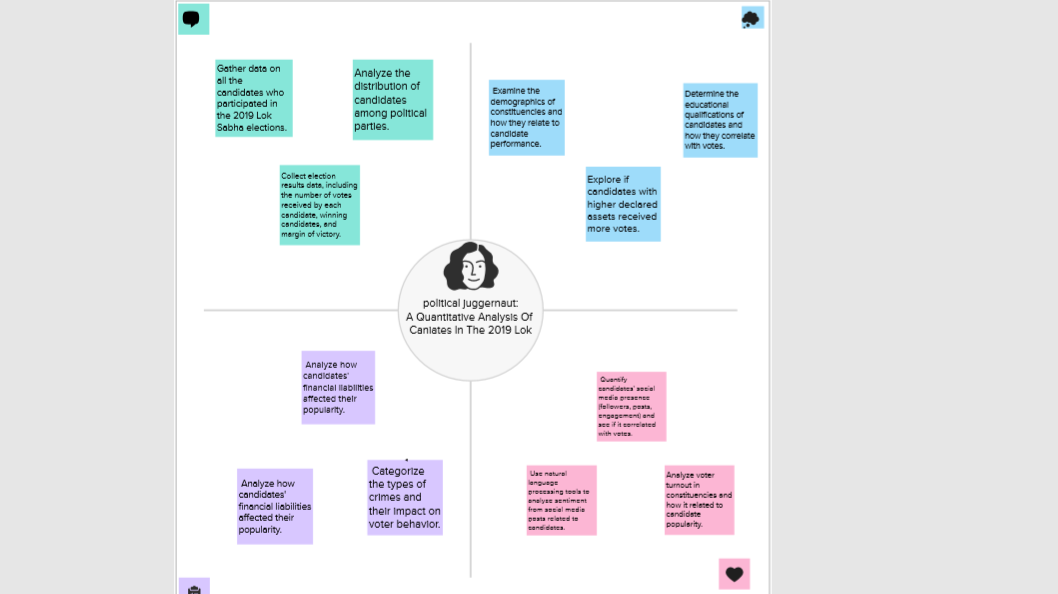 Gather data on
all the
candidates who
participated in
the 2019 Lok
Sabha elections.
Analyze the
distribution of
candidates
among political
parties.
Collect election
results data, including
the number of votes
received by each
candidate, winning
candidates, and
margin of victory.
Examine the
demographics of
constituencies and
how they relate to
candidate
performance.
Determine the
educational
qualifications of
candidates and
how they correlate
with votes.
Explore if
candidates with
higher declared
assets received
more votes.
political juggernaut:
A Quantitative Analysis Of
Caniates In The 2019 Lok
Analyze how
candidates'
financial liabilities
affected their
popularity.
Analyze how
candidates'
financial liabilities
affected their
popularity.
Categorize
the types of
crimes and
their impact on
voter behavior.
Quantify
candidates' social
media presence
(followers, posts,
engagement) and
see if it correlated
with votes.
Use natural
language
processing tools to
analyze sentiment
from social media
posts related to
candidates.
Analyze voter
turnout in
constituencies and
how it related to
candidate
popularity.